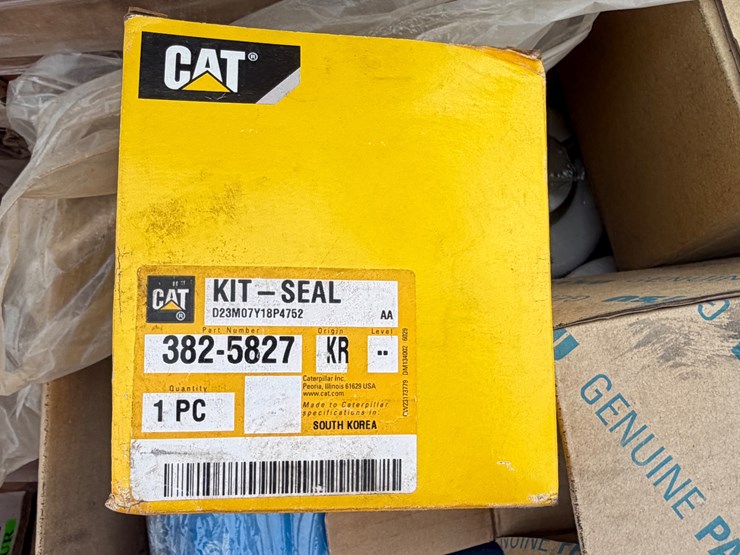 CAT®
CAT®
KIT-SEAL
D23M07Y18P4752 AA
Part Number Origin Level
382-5827 KR --
Quantity
1 PC
Caterpillar Inc.
Peoria, Illinois 61629 USA
www.cat.com
Made to Caterpillar
specifications in
SOUTH KOREA
GENUINE PA